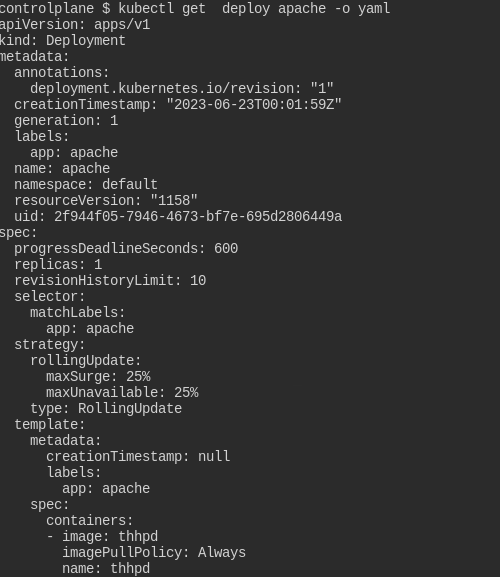 controlplane $ kubectl get  deploy apache -o yaml
apiVersion: apps/v1
kind: Deployment
metadata:
  annotations:
    deployment.kubernetes.io/revision: "1"
  creationTimestamp: "2023-06-23T00:01:59Z"
  generation: 1
  labels:
    app: apache
  name: apache
  namespace: default
  resourceVersion: "1158"
  uid: 2f944f05-7946-4673-bf7e-695d2806449a
spec:
  progressDeadlineSeconds: 600
  replicas: 1
  revisionHistoryLimit: 10
  selector:
    matchLabels:
      app: apache
  strategy:
    rollingUpdate:
      maxSurge: 25%
      maxUnavailable: 25%
    type: RollingUpdate
  template:
    metadata:
      creationTimestamp: null
      labels:
        app: apache
    spec:
      containers:
      - image: thhpd
        imagePullPolicy: Always
        name: thhpd